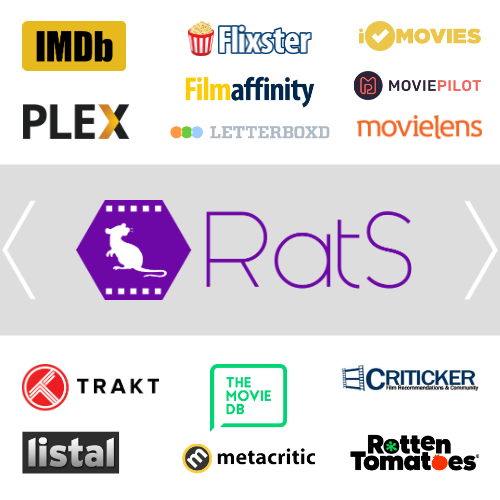 IMDb
Flixster
iMOVIES
Filmaffinity
MOVIEPILOT
PLEX
LETTERBOXD
movielens
RatS
TRAKT
THE
MOVIE
DB
CRITICKER
Film Recommendations & Community
listal
metacritic
Rotten
Tomatoes